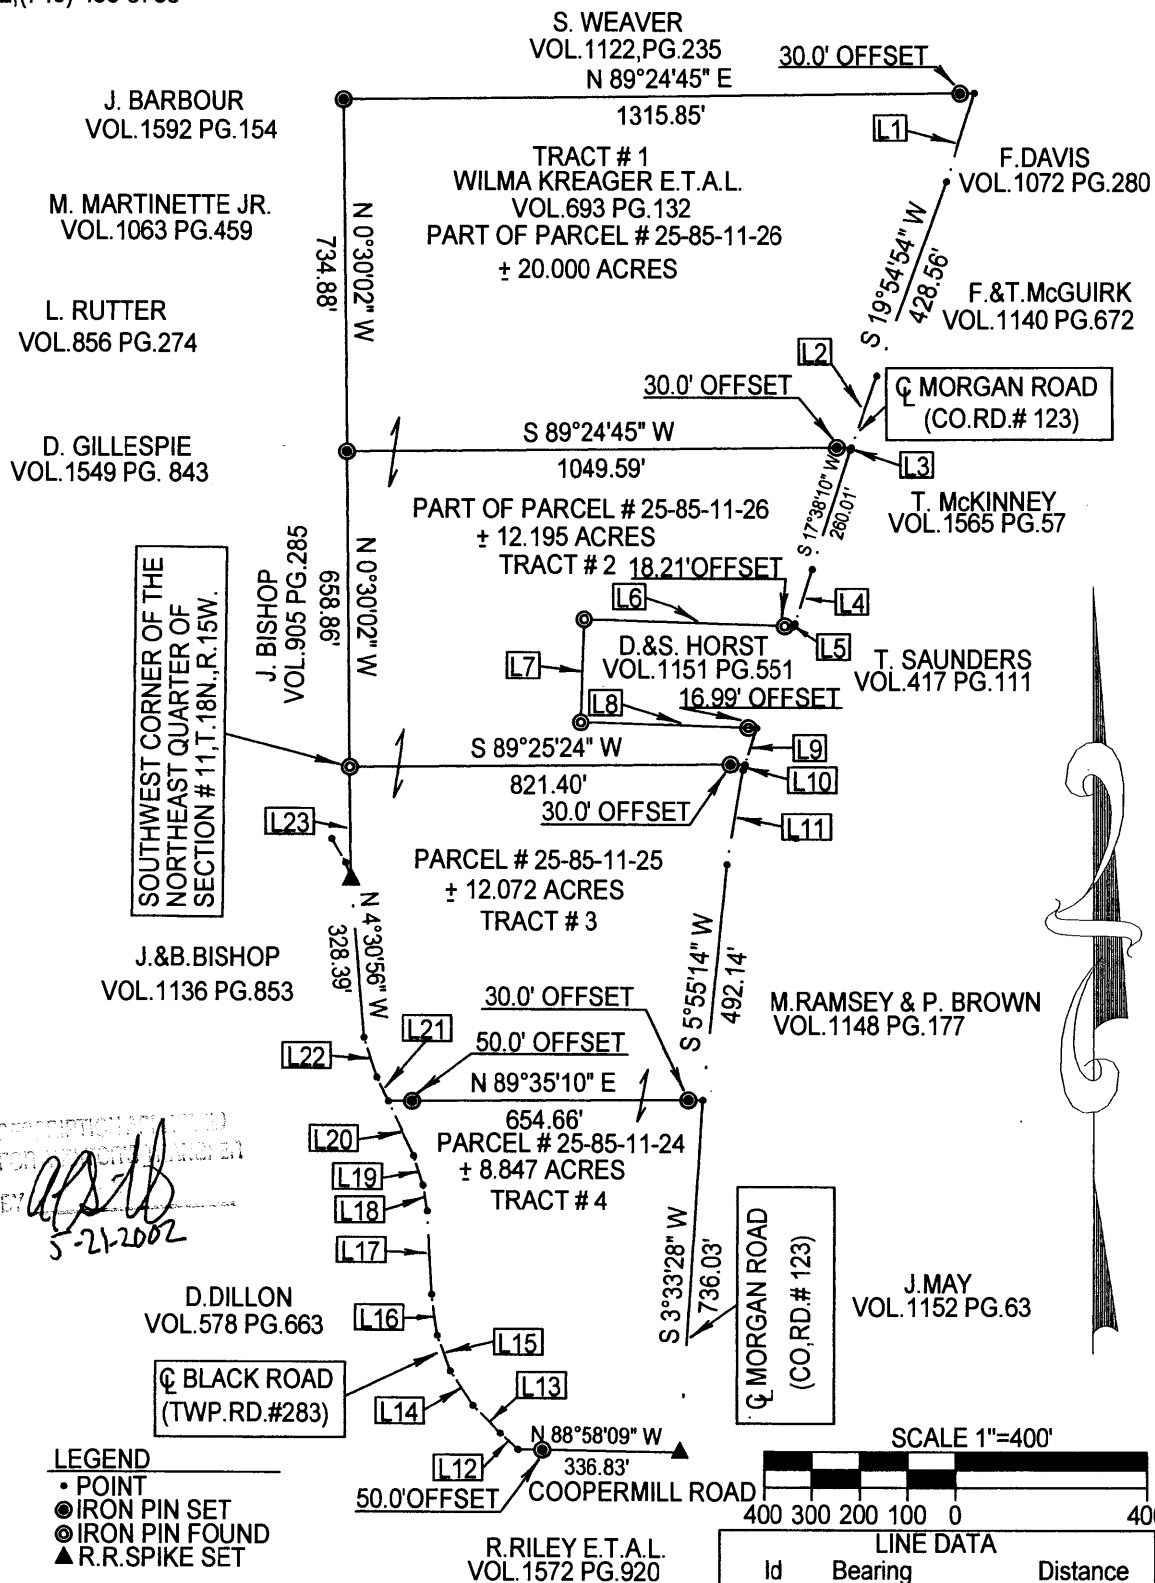 S. WEAVER
VOL.1122,PG.235
30.0' OFFSET
N 89°24'45" E
1315.85'
J. BARBOUR
VOL.1592 PG.154
L1
TRACT # 1
WILMA KREAGER E.T.A.L.
VOL.693 PG.132
PART OF PARCEL # 25-85-11-26
± 20.000 ACRES
F.DAVIS
VOL.1072 PG.280
M. MARTINETTE JR.
VOL.1063 PG.459
N 0°30'02" W
734.88'
S 19°54'54" W
428.56'
F.&T.McGUIRK
VOL.1140 PG.672
L. RUTTER
VOL.856 PG.274
L2
30.0' OFFSET
℄ MORGAN ROAD
(CO.RD.# 123)
D. GILLESPIE
VOL.1549 PG. 843
S 89°24'45" W
1049.59'
L3
S 17°38'10" W
260.01'
T. McKINNEY
VOL.1565 PG.57
PART OF PARCEL # 25-85-11-26
± 12.195 ACRES
TRACT # 2
18.21'OFFSET
SOUTHWEST CORNER OF THE
NORTHEAST QUARTER OF
SECTION # 11,T.18N.,R.15W.
J. BISHOP
VOL.905 PG.285
N 0°30'02" W
658.86'
L6
L4
L5
L7
D.&S. HORST
VOL.1151 PG.551
T. SAUNDERS
VOL.417 PG.111
L8
16.99' OFFSET
L9
S 89°25'24" W
821.40'
L10
30.0' OFFSET
L23
L11
PARCEL # 25-85-11-25
± 12.072 ACRES
TRACT # 3
N 4°30'56" W
328.39'
J.&B.BISHOP
VOL.1136 PG.853
S 5°55'14" W
492.14'
M.RAMSEY & P. BROWN
VOL.1148 PG.177
30.0' OFFSET
L21
50.0' OFFSET
L22
N 89°35'10" E
654.66'
L20
PARCEL # 25-85-11-24
± 8.847 ACRES
TRACT # 4
L19
L18
5-21-2002
L17
S 3°33'28" W
736.03'
℄ MORGAN ROAD
(CO,RD.# 123)
J.MAY
VOL.1152 PG.63
D.DILLON
VOL.578 PG.663
L16
L15
℄ BLACK ROAD
(TWP.RD.#283)
L13
L14
N 88°58'09" W
336.83'
L12
50.0'OFFSET
COOPERMILL ROAD
LEGEND
• POINT
IRON PIN SET
IRON PIN FOUND
▲ R.R.SPIKE SET
SCALE 1"=400'
400 300 200 100 0
R.RILEY E.T.A.L.
VOL.1572 PG.920
LINE DATA
Id Bearing Distance